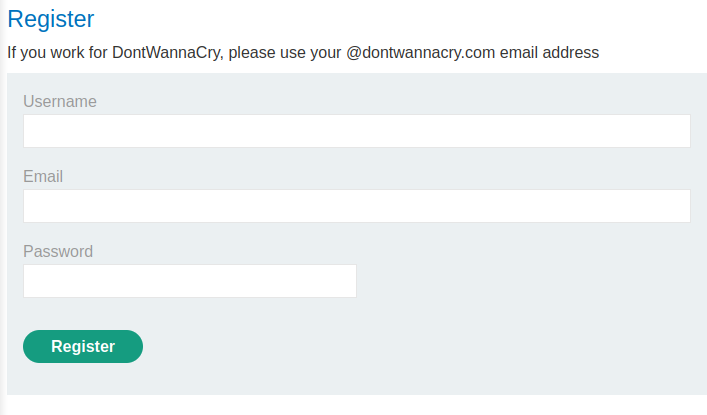 Register
If you work for DontWannaCry, please use your @dontwannacry.com email address
Username
Email
Password
Register